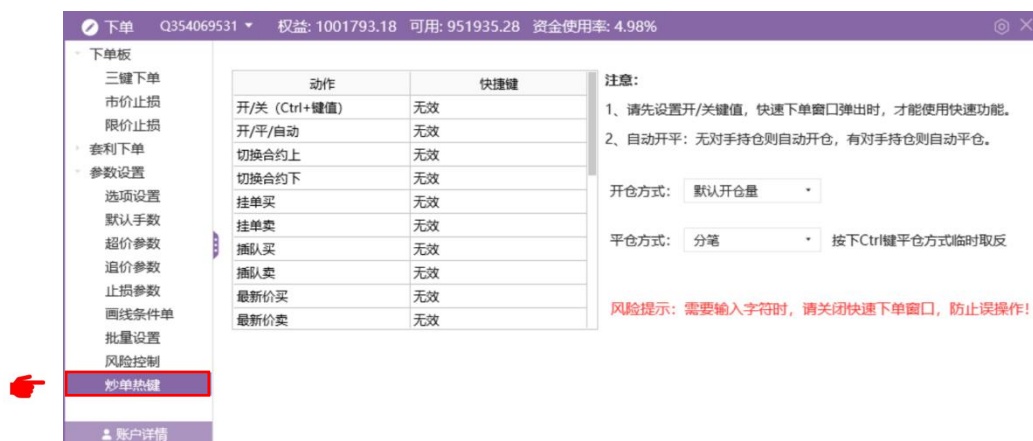 下单 Q354069531 权益: 1001793.18 可用: 951935.28 资金使用率: 4.98%
下单板
三键下单
市价止损
限价止损
套利下单
参数设置
选项设置
默认手数
超价参数
追价参数
止损参数
画线条件单
批量设置
风险控制
炒单热键
账户详情
动作 快捷键
开/关（Ctrl+键值） 无效
开/平/自动 无效
切换合约上 无效
切换合约下 无效
挂单买 无效
挂单卖 无效
插队买 无效
插队卖 无效
最新价买 无效
最新价卖 无效
注意：
1、请先设置开/关键值，快速下单窗口弹出时，才能使用快速功能。
2、自动开平：无对手持仓则自动开仓，有对手持仓则自动平仓。
开仓方式： 默认开仓量
平仓方式： 分笔 按下Ctrl键平仓方式临时取反
风险提示：需要输入字符时，请关闭快速下单窗口，防止误操作！